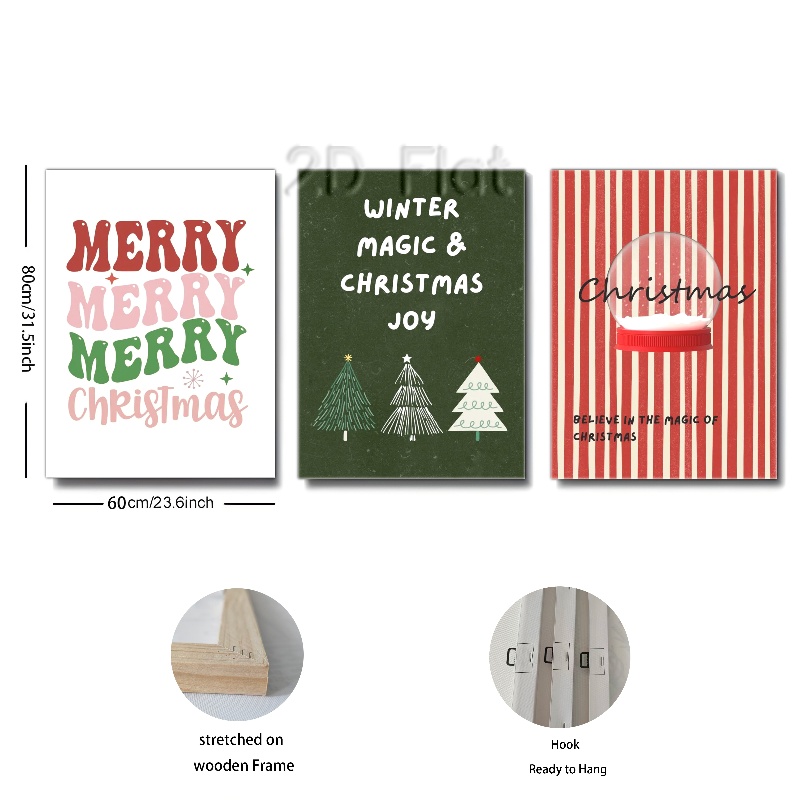 2D Flat
MERRY
MERRY
MERRY
Christmas
WINTER
MAGIC &
CHRISTMAS
JOY
Christmas
BELIEVE IN THE MAGIC OF
CHRISTMAS
80cm/31.5inch
60cm/23.6inch
stretched on
wooden Frame
Hook
Ready to Hang